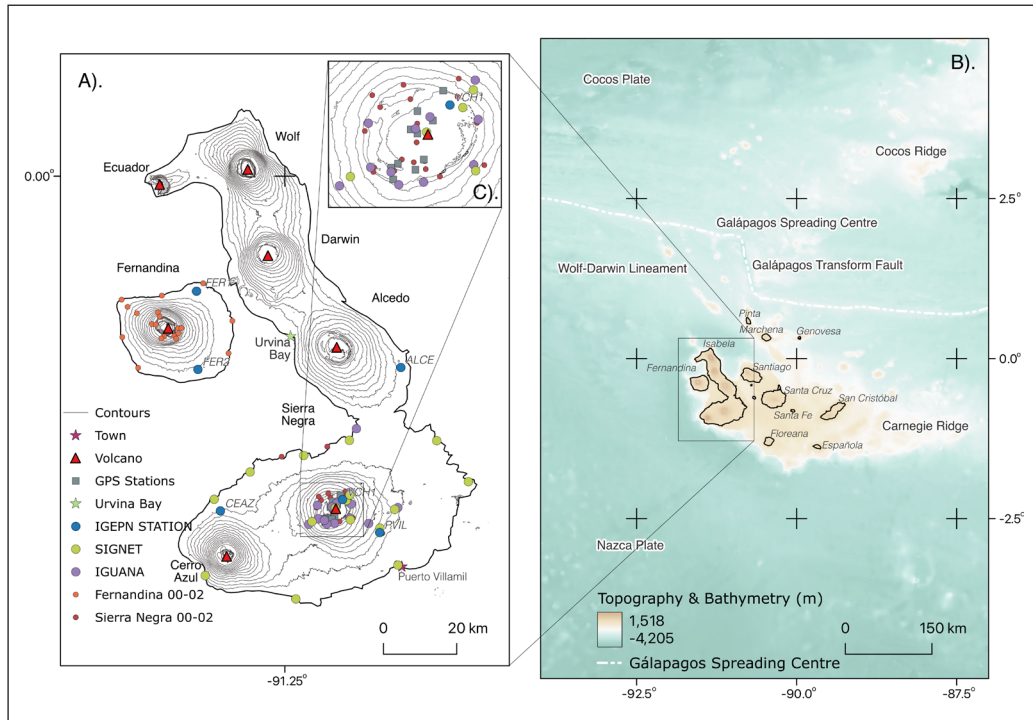 A).
Wolf
Ecuador
0.00°
Darwin
Fernandina
FER1
Alcedo
Urvina
Bay
FER2
ALCE
Sierra
Negra
Contours
Town
Volcano
GPS Stations
Urvina Bay
IGEPN STATION
SIGNET
IGUANA
Fernandina 00-02
Sierra Negra 00-02
CEAZ
VCH1
PVIL
Cerro
Azul
Puerto Villamil
0
20 km
-91.25°
VCH1
C).
B).
Cocos Plate
Cocos Ridge
2.5°
Galápagos Spreading Centre
Wolf-Darwin Lineament
Galápagos Transform Fault
Pinta
Marchena
Genovesa
Isabela
0.0°
Fernandina
Santiago
Santa Cruz
San Cristóbal
Santa Fe
Carnegie Ridge
Floreana
Española
-2.5°
Nazca Plate
Topography & Bathymetry (m)
1,518
-4,205
0
150 km
Gálapagos Spreading Centre
-92.5°
-90.0°
-87.5°